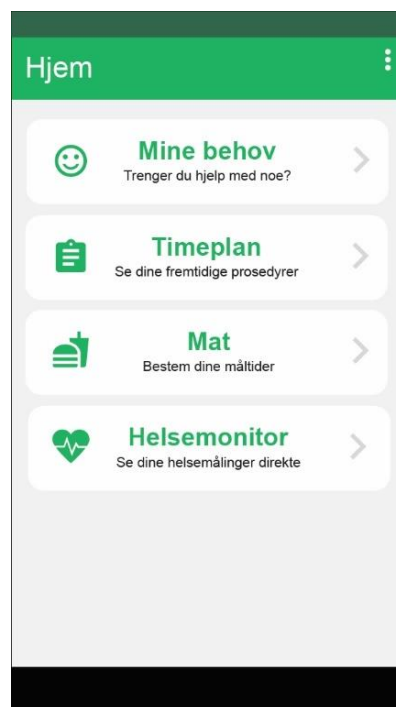 Hjem
Mine behov
Trenger du hjelp med noe?
Timeplan
Se dine fremtidige prosedyrer
Mat
Bestem dine måltider
Helsemonitor
Se dine helsemålinger direkte